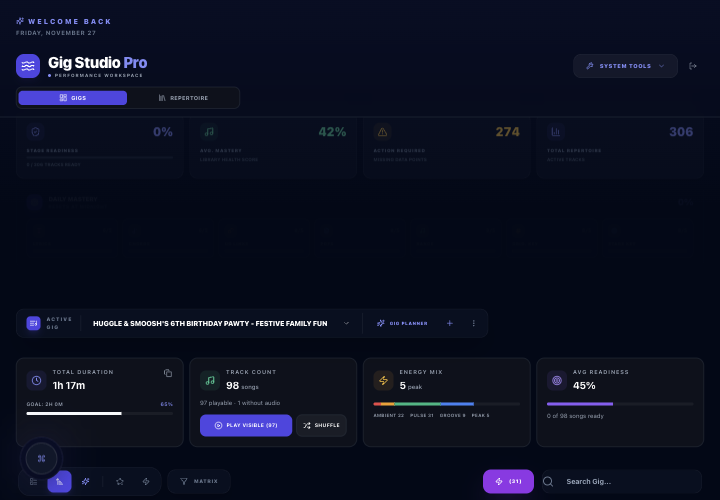 WELCOME BACK
FRIDAY, NOVEMBER 27
Gig Studio Pro
PERFORMANCE WORKSPACE
SYSTEM TOOLS
GIGS
REPERTOIRE
0%
42%
274
306
STAGE READINESS
AVG. MASTERY
ACTION REQUIRED
TOTAL REPERTOIRE
ACTIVE
GIG
HUGGLE & SMOOSH'S 6TH BIRTHDAY PAWTY - FESTIVE FAMILY FUN
GIG PLANNER
TOTAL DURATION
1h 17m
GOAL: 2H 0M
65%
TRACK COUNT
98 songs
97 playable · 1 without audio
PLAY VISIBLE (97)
SHUFFLE
ENERGY MIX
5 peak
AMBIENT 22 PULSE 31 GROOVE 9 PEAK 5
AVG READINESS
45%
0 of 98 songs ready
MATRIX
(31)
Search Gig...